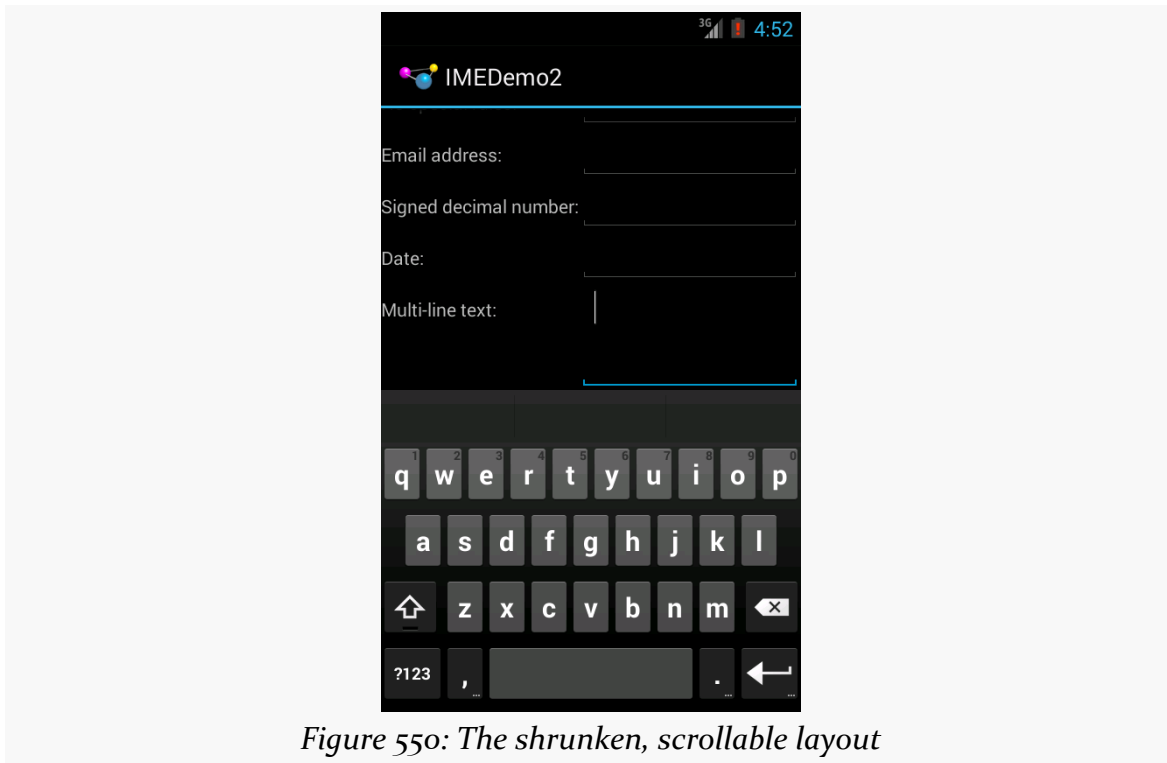 3G 4:52
IMEDemo2
Email address:
Signed decimal number:
Date:
Multi-line text:
1 2 3 4 5 6 7 8 9 0
q w e r t y u i o p
a s d f g h j k l
z x c v b n m
?123 , ... . ... ...
Figure 550: The shrunken, scrollable layout